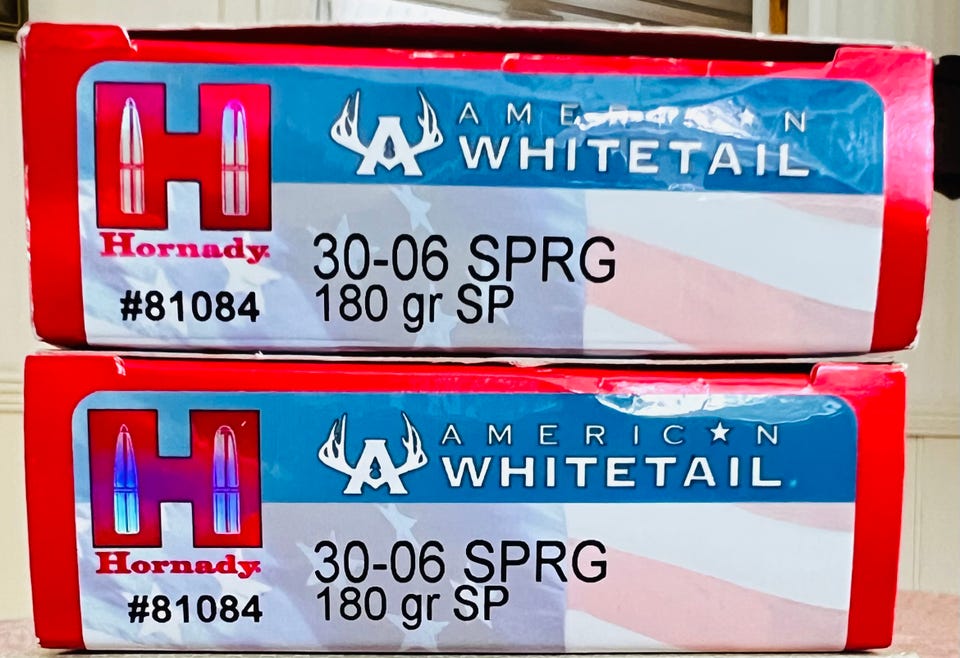 AMERICAN
WHITETAIL
Hornady
30-06 SPRG
#81084
180 gr SP
AMERIC★N
WHITETAIL
Hornady
30-06 SPRG
#81084
180 gr SP